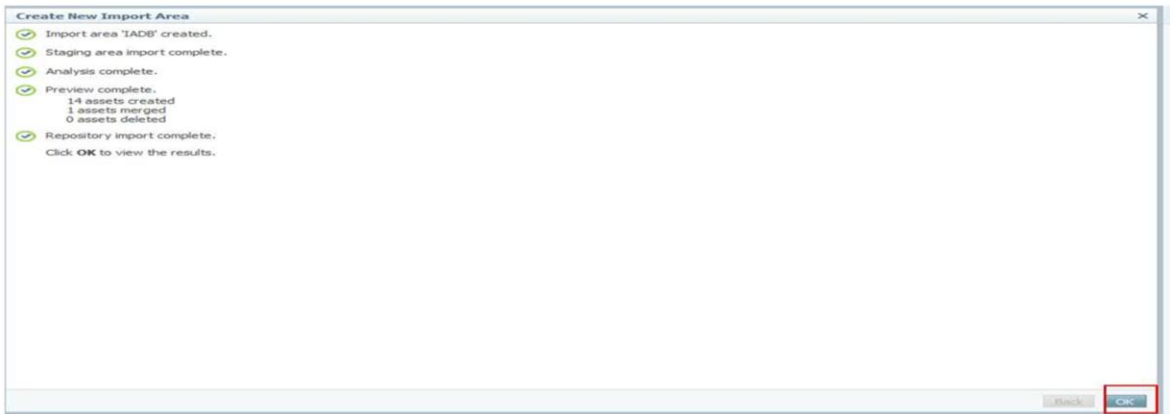 Create New Import Area
Import area 'IADB' created.
Staging area import complete.
Analysis complete.
Preview complete.
14 assets created
1 assets merged
0 assets deleted
Repository import complete.
Click OK to view the results.
Back OK